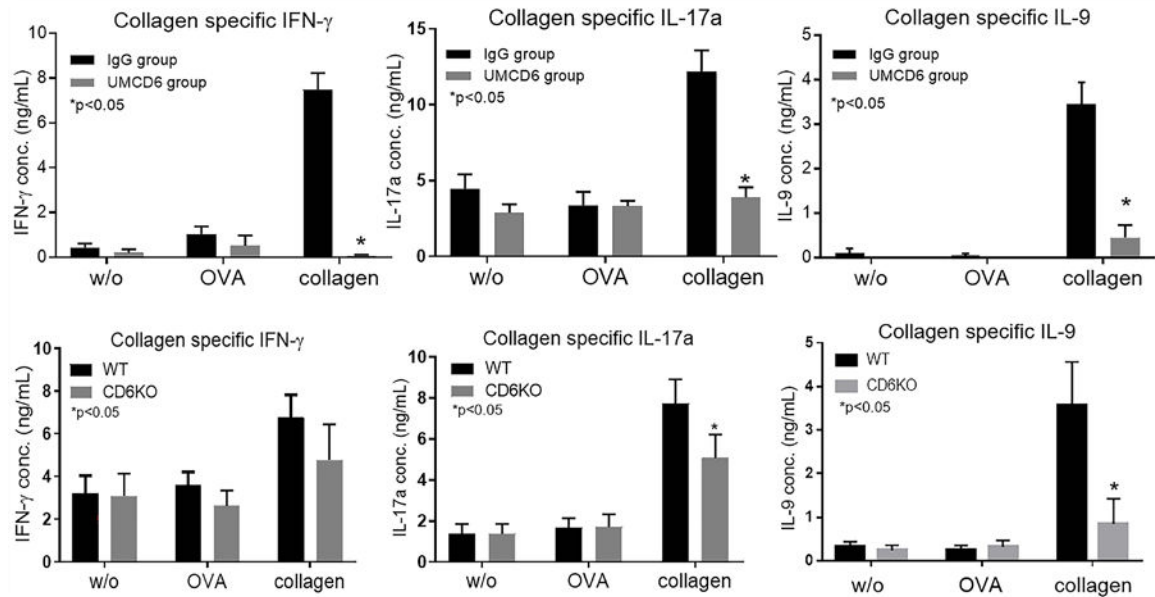 Collagen specific IFN-γ
IFN-γ conc. (ng/mL)
10
8
6
4
2
0
IgG group
UMCD6 group
*p<0.05
*
w/o OVA collagen
Collagen specific IL-17a
IL-17a conc. (ng/mL)
15
10
5
0
IgG group
UMCD6 group
*p<0.05
*
w/o OVA collagen
Collagen specific IL-9
IL-9 conc. (ng/mL)
5
4
3
2
1
0
IgG group
UMCD6 group
*p<0.05
*
w/o OVA collagen
Collagen specific IFN-γ
IFN-γ conc. (ng/mL)
10
8
6
4
2
0
WT
CD6KO
*p<0.05
w/o OVA collagen
Collagen specific IL-17a
IL-17a conc. (ng/mL)
10
8
6
4
2
0
WT
CD6KO
*p<0.05
*
w/o OVA collagen
Collagen specific IL-9
IL-9 conc. (ng/mL)
5
4
3
2
1
0
WT
CD6KO
*p<0.05
*
w/o OVA collagen